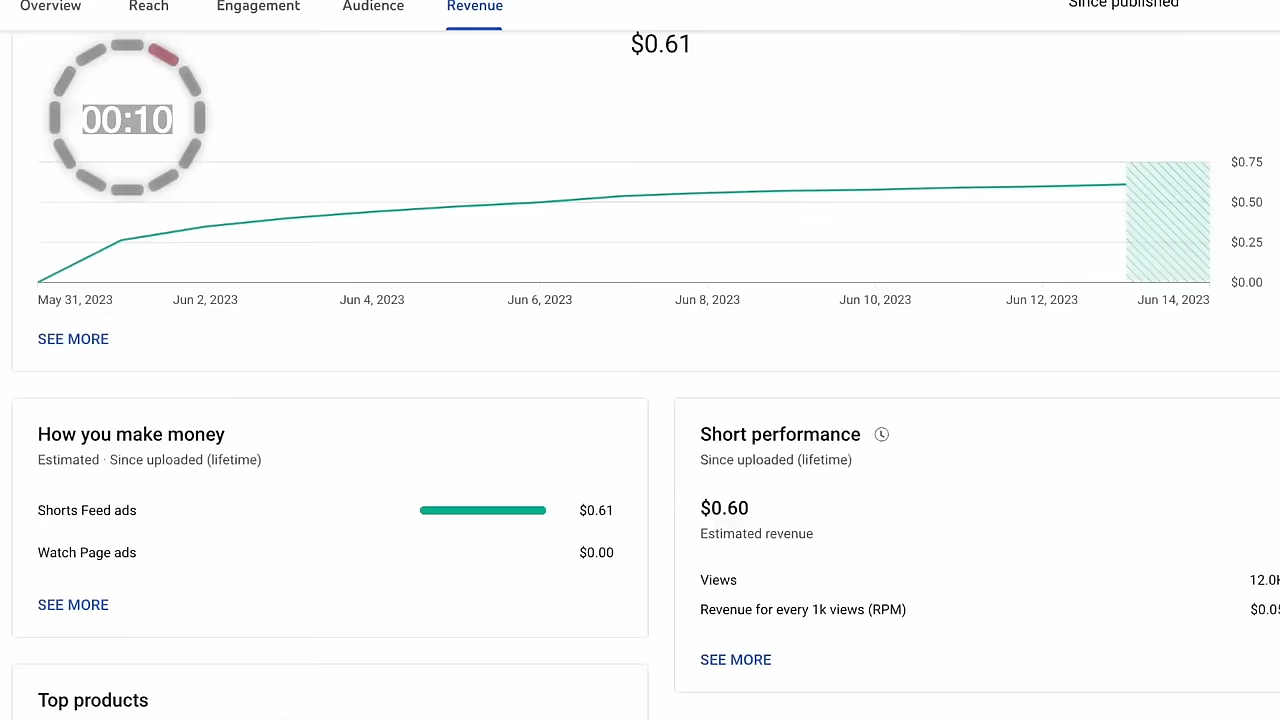 Overview Reach Engagement Audience Revenue Since published
$0.61
00:10
$0.75
$0.50
$0.25
$0.00
May 31, 2023 Jun 2, 2023 Jun 4, 2023 Jun 6, 2023 Jun 8, 2023 Jun 10, 2023 Jun 12, 2023 Jun 14, 2023
SEE MORE
How you make money
Estimated · Since uploaded (lifetime)
Shorts Feed ads $0.61
Watch Page ads $0.00
SEE MORE
Short performance
Since uploaded (lifetime)
$0.60
Estimated revenue
Views 12.0K
Revenue for every 1k views (RPM) $0.05
SEE MORE
Top products